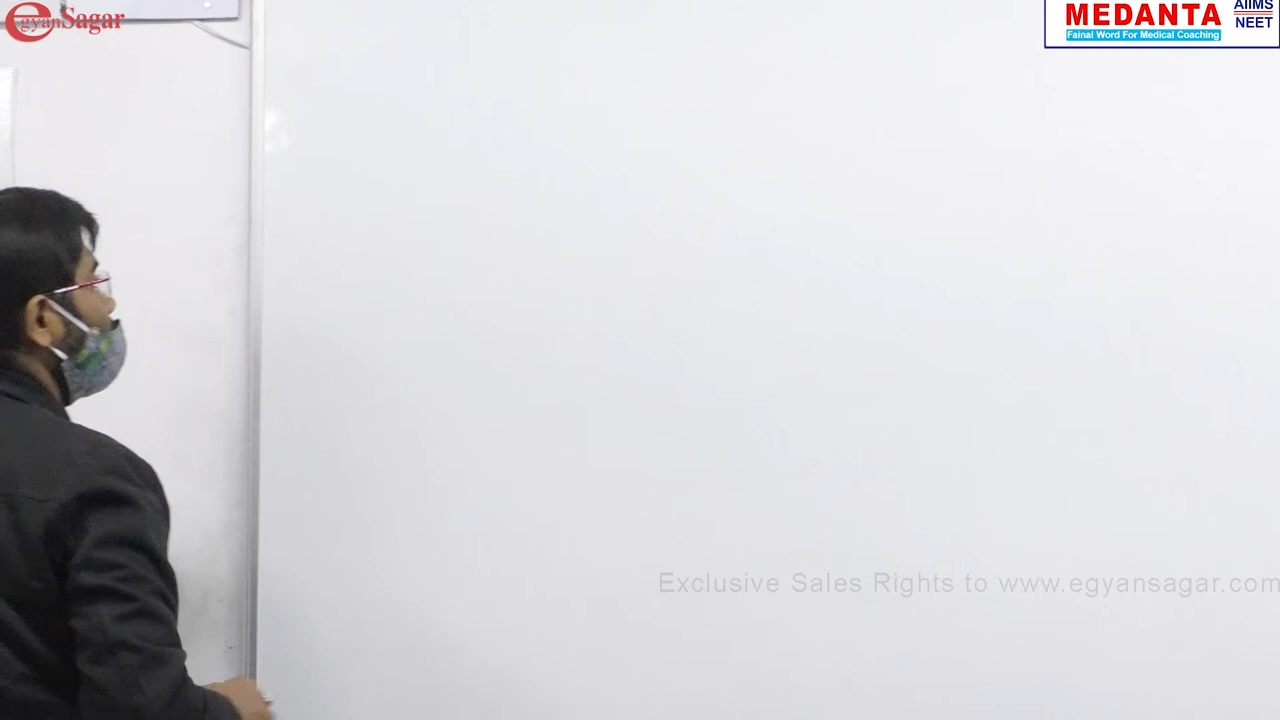 egyanSagar
MEDANTA
Fainal Word For Medical Coaching
AIIMS
NEET
Exclusive Sales Rights to www.egyansagar.com